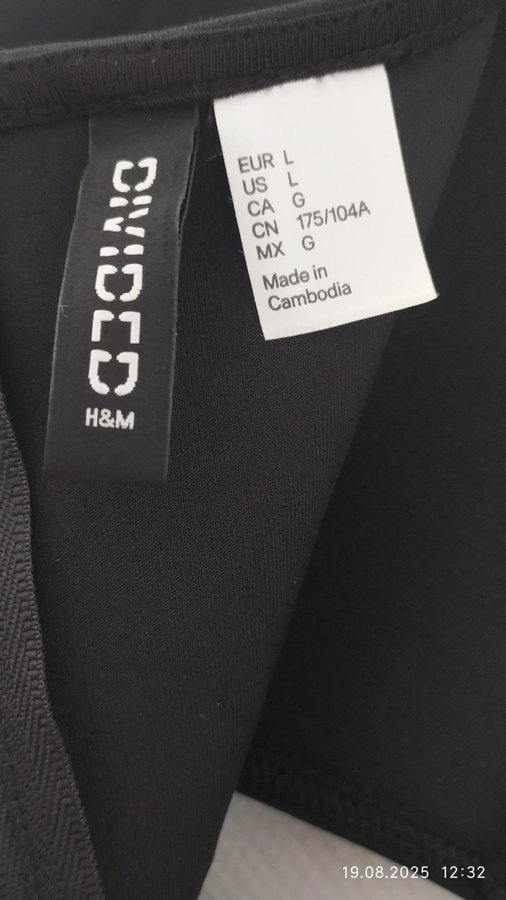 DIVIDED
H&M
EUR L
US L
CA G
CN 175/104A
MX G
Made in
Cambodia
19.08.2025 12:32